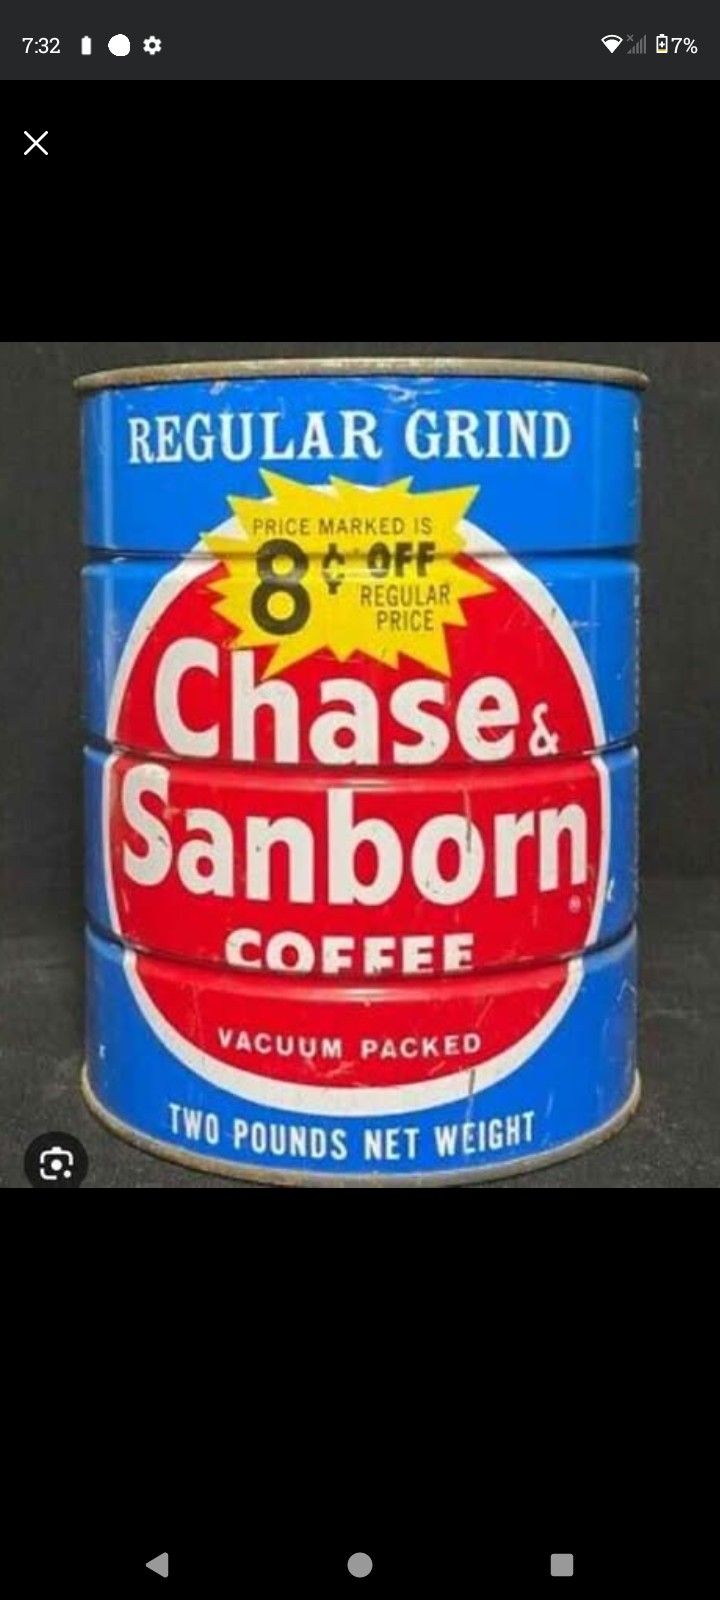 7:32
7%
REGULAR GRIND
PRICE MARKED IS
8¢ OFF
REGULAR
PRICE
Chase &
Sanborn®
COFFEE
VACUUM PACKED
TWO POUNDS NET WEIGHT